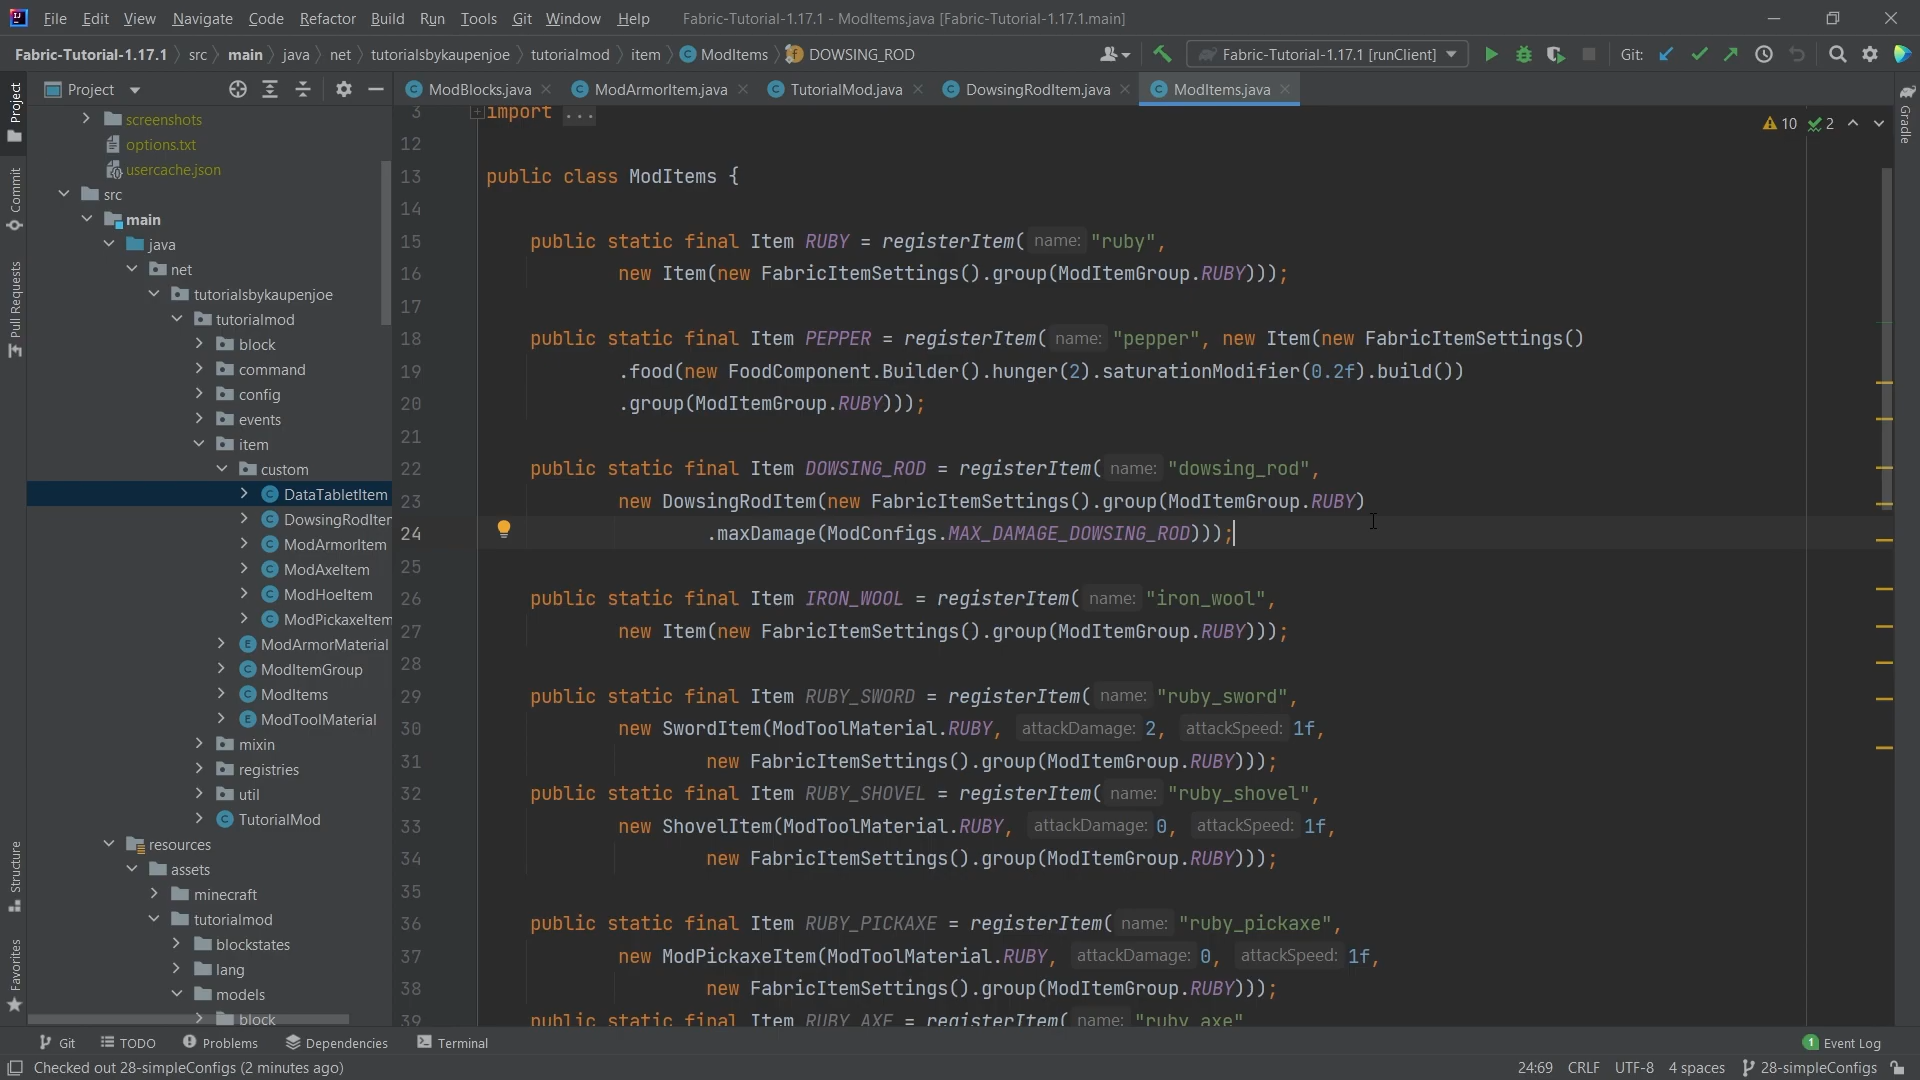 File Edit View Navigate Code Refactor Build Run Tools Git Window Help Fabric-Tutorial-1.17.1 - ModItems.java [Fabric-Tutorial-1.17.1.main]
Fabric-Tutorial-1.17.1 src main java net tutorialsbykaupenjoe tutorialmod item ModItems DOWSING_ROD Fabric-Tutorial-1.17.1 [runClient] Git:
Project ModBlocks.java ModArmorItem.java TutorialMod.java DowsingRodItem.java ModItems.java
Project
Commit
Pull Requests
Structure
Favorites
Gradle
screenshots
options.txt
usercache.json
src
main
java
net
tutorialsbykaupenjoe
tutorialmod
block
command
config
events
item
custom
DataTabletItem
DowsingRodIter
ModArmorItem
ModAxeItem
ModHoeItem
ModPickaxeItem
ModArmorMaterial
ModItemGroup
ModItems
ModToolMaterial
mixin
registries
util
TutorialMod
resources
assets
minecraft
tutorialmod
blockstates
lang
models
block
10 2
3 import ...
12
13 public class ModItems {
14
15 public static final Item RUBY = registerItem( name: "ruby",
16 new Item(new FabricItemSettings().group(ModItemGroup.RUBY)));
17
18 public static final Item PEPPER = registerItem( name: "pepper", new Item(new FabricItemSettings()
19 .food(new FoodComponent.Builder().hunger(2).saturationModifier(0.2f).build())
20 .group(ModItemGroup.RUBY)));
21
22 public static final Item DOWSING_ROD = registerItem( name: "dowsing_rod",
23 new DowsingRodItem(new FabricItemSettings().group(ModItemGroup.RUBY)
24 .maxDamage(ModConfigs.MAX_DAMAGE_DOWSING_ROD)));
25
26 public static final Item IRON_WOOL = registerItem( name: "iron_wool",
27 new Item(new FabricItemSettings().group(ModItemGroup.RUBY)));
28
29 public static final Item RUBY_SWORD = registerItem( name: "ruby_sword",
30 new SwordItem(ModToolMaterial.RUBY, attackDamage: 2, attackSpeed: 1f,
31 new FabricItemSettings().group(ModItemGroup.RUBY)));
32 public static final Item RUBY_SHOVEL = registerItem( name: "ruby_shovel",
33 new ShovelItem(ModToolMaterial.RUBY, attackDamage: 0, attackSpeed: 1f,
34 new FabricItemSettings().group(ModItemGroup.RUBY)));
35
36 public static final Item RUBY_PICKAXE = registerItem( name: "ruby_pickaxe",
37 new ModPickaxeItem(ModToolMaterial.RUBY, attackDamage: 0, attackSpeed: 1f,
38 new FabricItemSettings().group(ModItemGroup.RUBY)));
39 public static final Item RUBY_AXE = registerItem( name: "ruby_axe"
Git TODO Problems Dependencies Terminal 1 Event Log
Checked out 28-simpleConfigs (2 minutes ago) 24:69 CRLF UTF-8 4 spaces 28-simpleConfigs